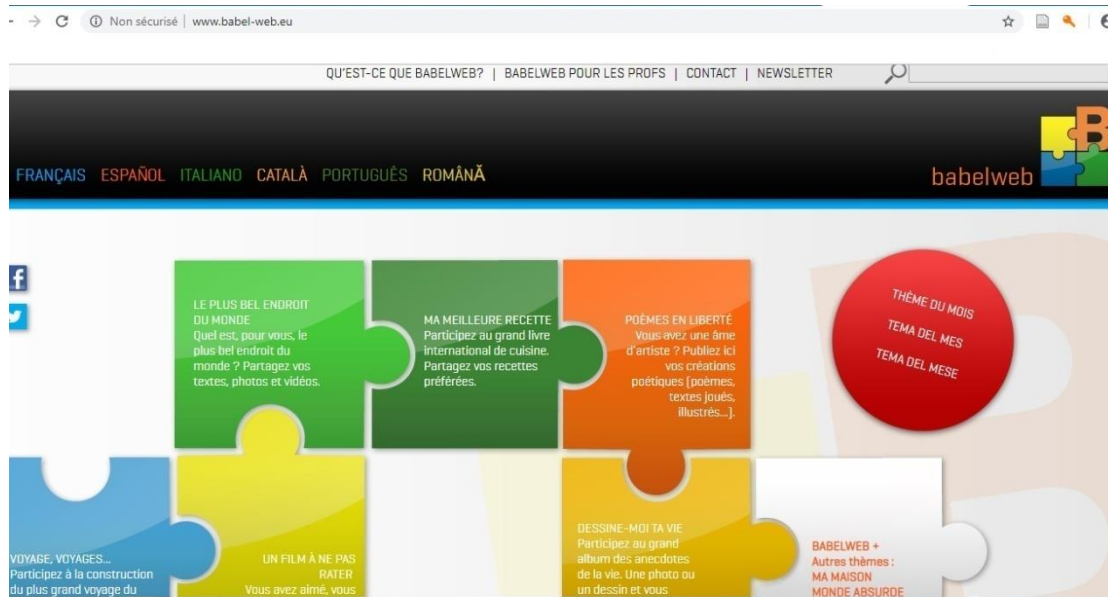 Non sécurisé | www.babel-web.eu
QU'EST-CE QUE BABELWEB? | BABELWEB POUR LES PROFS | CONTACT | NEWSLETTER
FRANÇAIS ESPAÑOL ITALIANO CATALÀ PORTUGUÊS ROMÂNĂ
babelweb
B
f
LE PLUS BEL ENDROIT
DU MONDE
Quel est, pour vous, le
plus bel endroit du
monde ? Partagez vos
textes, photos et vidéos.
MA MEILLEURE RECETTE
Participez au grand livre
international de cuisine.
Partagez vos recettes
préférées.
POÈMES EN LIBERTÉ
Vous avez une âme
d'artiste ? Publiez ici
vos créations
poétiques (poèmes,
textes joués,
illustrés...).
THÈME DU MOIS
TEMA DEL MES
TEMA DEL MESE
VOYAGE, VOYAGES...
Participez à la construction
du plus grand voyage du
UN FILM À NE PAS
RATER
Vous avez aimé, vous
DESSINE-MOI TA VIE
Participez au grand
album des anecdotes
de la vie. Une photo ou
un dessin et vous
BABELWEB +
Autres thèmes :
MA MAISON
MONDE ABSURDE